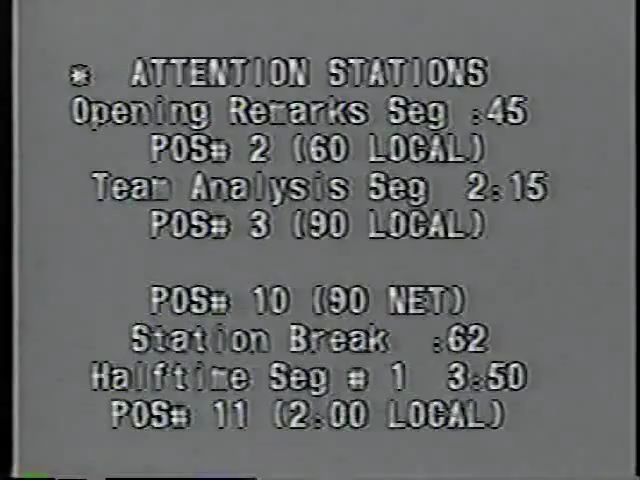 * ATTENTION STATIONS
Opening Remarks Seg :45
POS# 2 (60 LOCAL)
Team Analysis Seg 2:15
POS# 3 (90 LOCAL)
POS# 10 (90 NET)
Station Break :62
Halftime Seg # 1 3:50
POS# 11 (2:00 LOCAL)